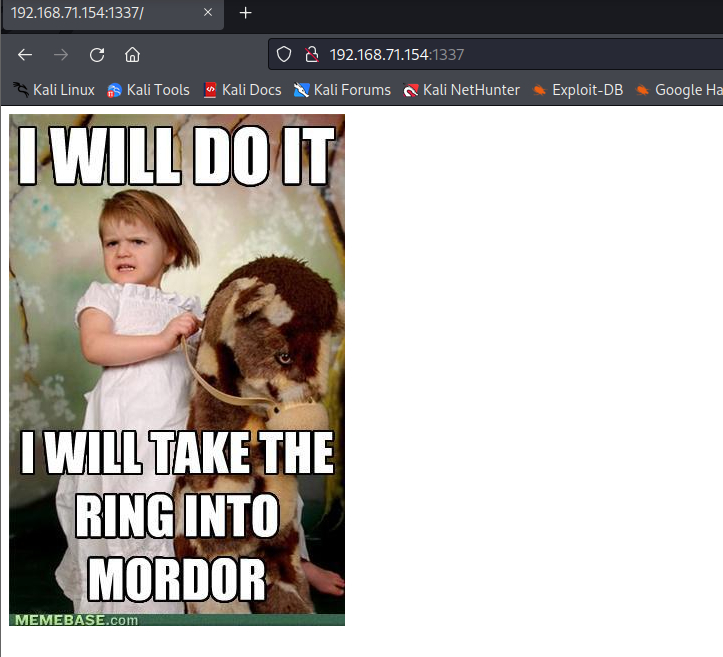 192.168.71.154:1337/
192.168.71.154:1337
Kali Linux Kali Tools Kali Docs Kali Forums Kali NetHunter Exploit-DB Google Ha
I WILL DO IT
I WILL TAKE THE
RING INTO
MORDOR
MEMEBASE.com